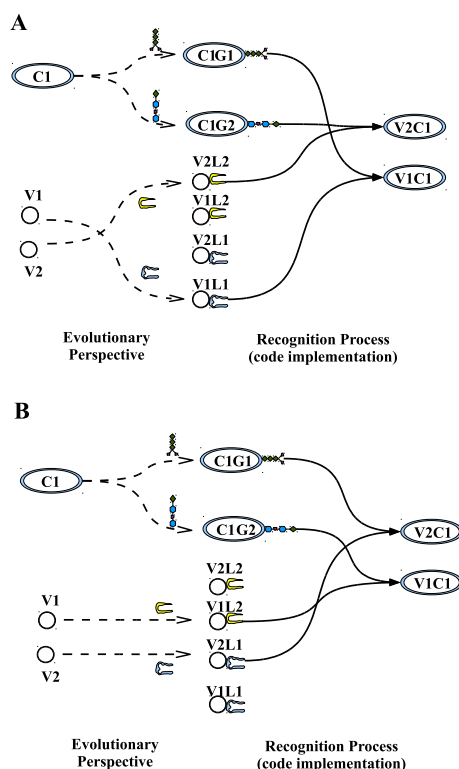 A
C1
C1G1
C1G2
V2C1
V1C1
V2L2
V1
V1L2
V2
V2L1
V1L1
Evolutionary
Perspective
Recognition Process
(code implementation)
B
C1
C1G1
C1G2
V2C1
V1C1
V2L2
V1
V1L2
V2
V2L1
V1L1
Evolutionary
Perspective
Recognition Process
(code implementation)